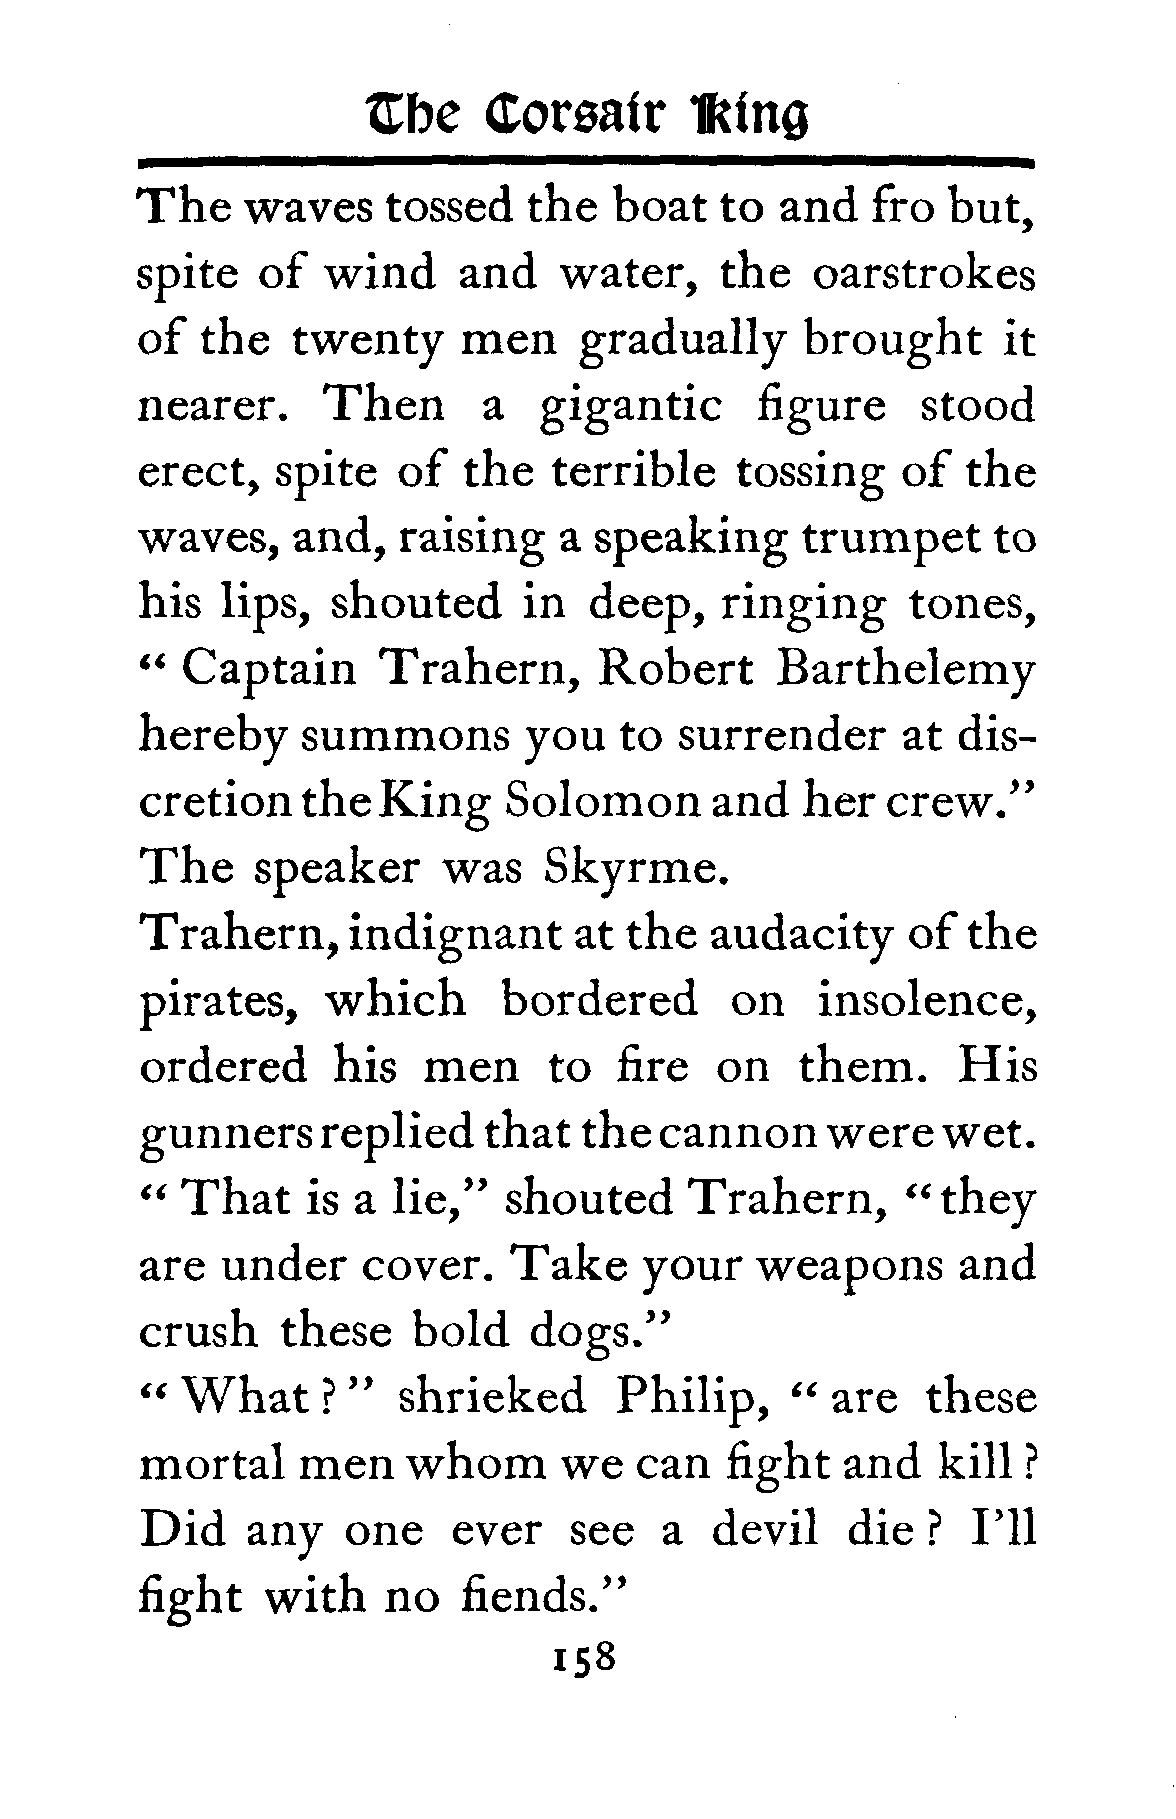 The Corsair King
The waves tossed the boat to and fro but,
spite of wind and water, the oarstrokes
of the twenty men gradually brought it
nearer. Then a gigantic figure stood
erect, spite of the terrible tossing of the
waves, and, raising a speaking trumpet to
his lips, shouted in deep, ringing tones,
“ Captain Trahern, Robert Barthelemy
hereby summons you to surrender at dis-
cretion the King Solomon and her crew.”
The speaker was Skyrme.
Trahern, indignant at the audacity of the
pirates, which bordered on insolence,
ordered his men to fire on them. His
gunners replied that the cannon were wet.
“ That is a lie,” shouted Trahern, “ they
are under cover. Take your weapons and
crush these bold dogs.”
“ What ? ” shrieked Philip, “ are these
mortal men whom we can fight and kill ?
Did any one ever see a devil die ? I’ll
fight with no fiends.”
158